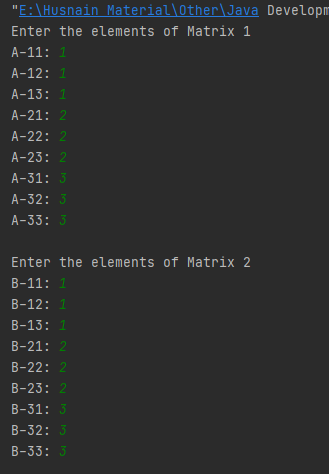 "E:\Husnain Material\Other\Java Developm
Enter the elements of Matrix 1
A-11: 1
A-12: 1
A-13: 1
A-21: 2
A-22: 2
A-23: 2
A-31: 3
A-32: 3
A-33: 3
Enter the elements of Matrix 2
B-11: 1
B-12: 1
B-13: 1
B-21: 2
B-22: 2
B-23: 2
B-31: 3
B-32: 3
B-33: 3